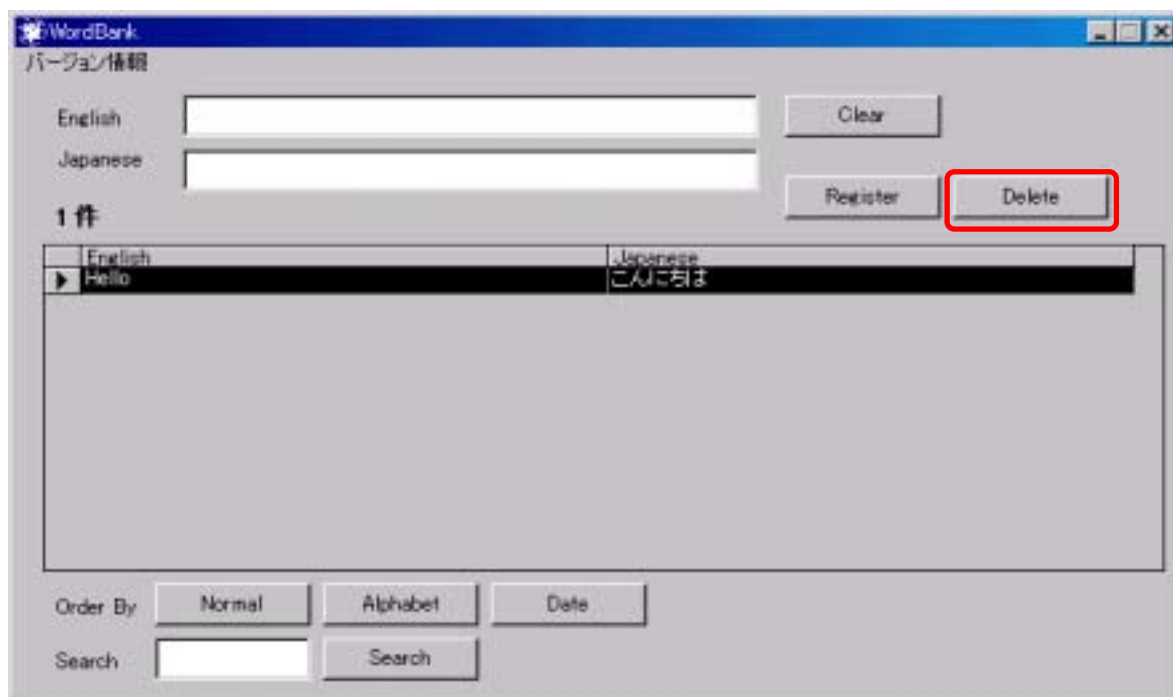 WordBank
バージョン情報
English
Clear
Japanese
Register
Delete
1 件
English Japanese
Hello こんにちは
Order By Normal Alphabet Date
Search Search